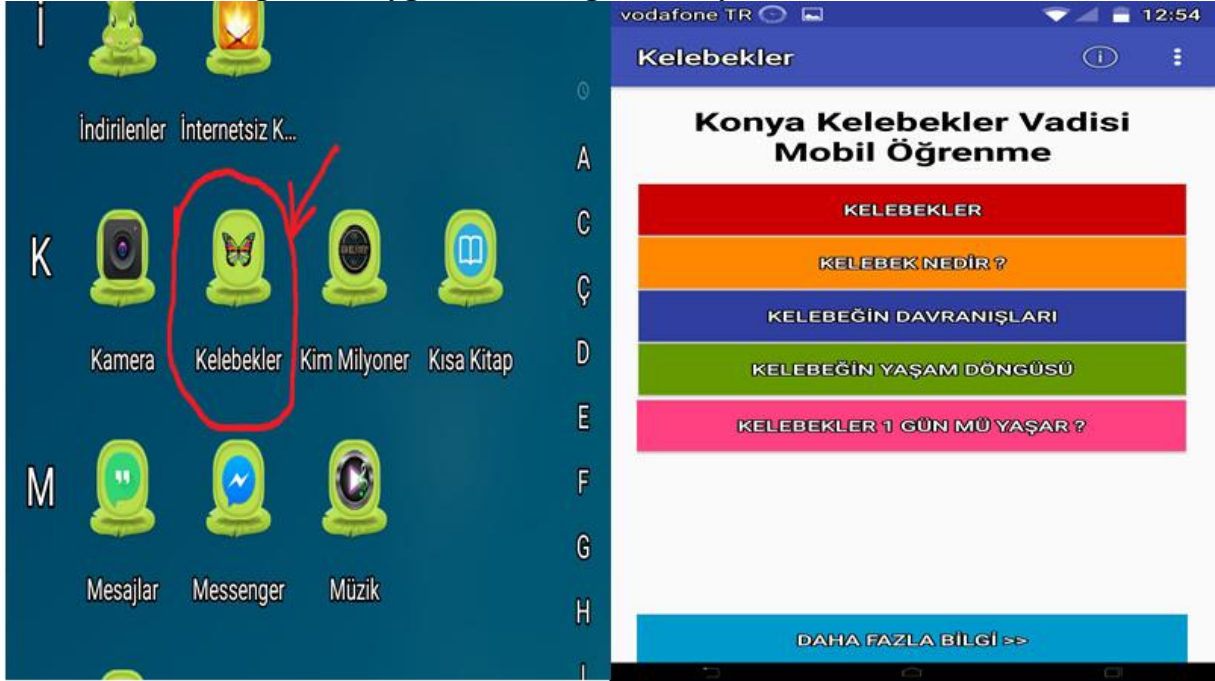 İ
İndirilenler İnternetsiz K...
K
Kamera Kelebekler Kim Milyoner Kısa Kitap
M
Mesajlar Messenger Müzik
A
C
Ç
D
E
F
G
H
vodafone TR 12:54
Kelebekler
Konya Kelebekler Vadisi
Mobil Öğrenme
KELEBEKLER
KELEBEK NEDİR ?
KELEBEĞİN DAVRANIŞLARI
KELEBEĞİN YAŞAM DÖNGÜSÜ
KELEBEKLER 1 GÜN MÜ YAŞAR ?
DAHA FAZLA BİLGİ >>